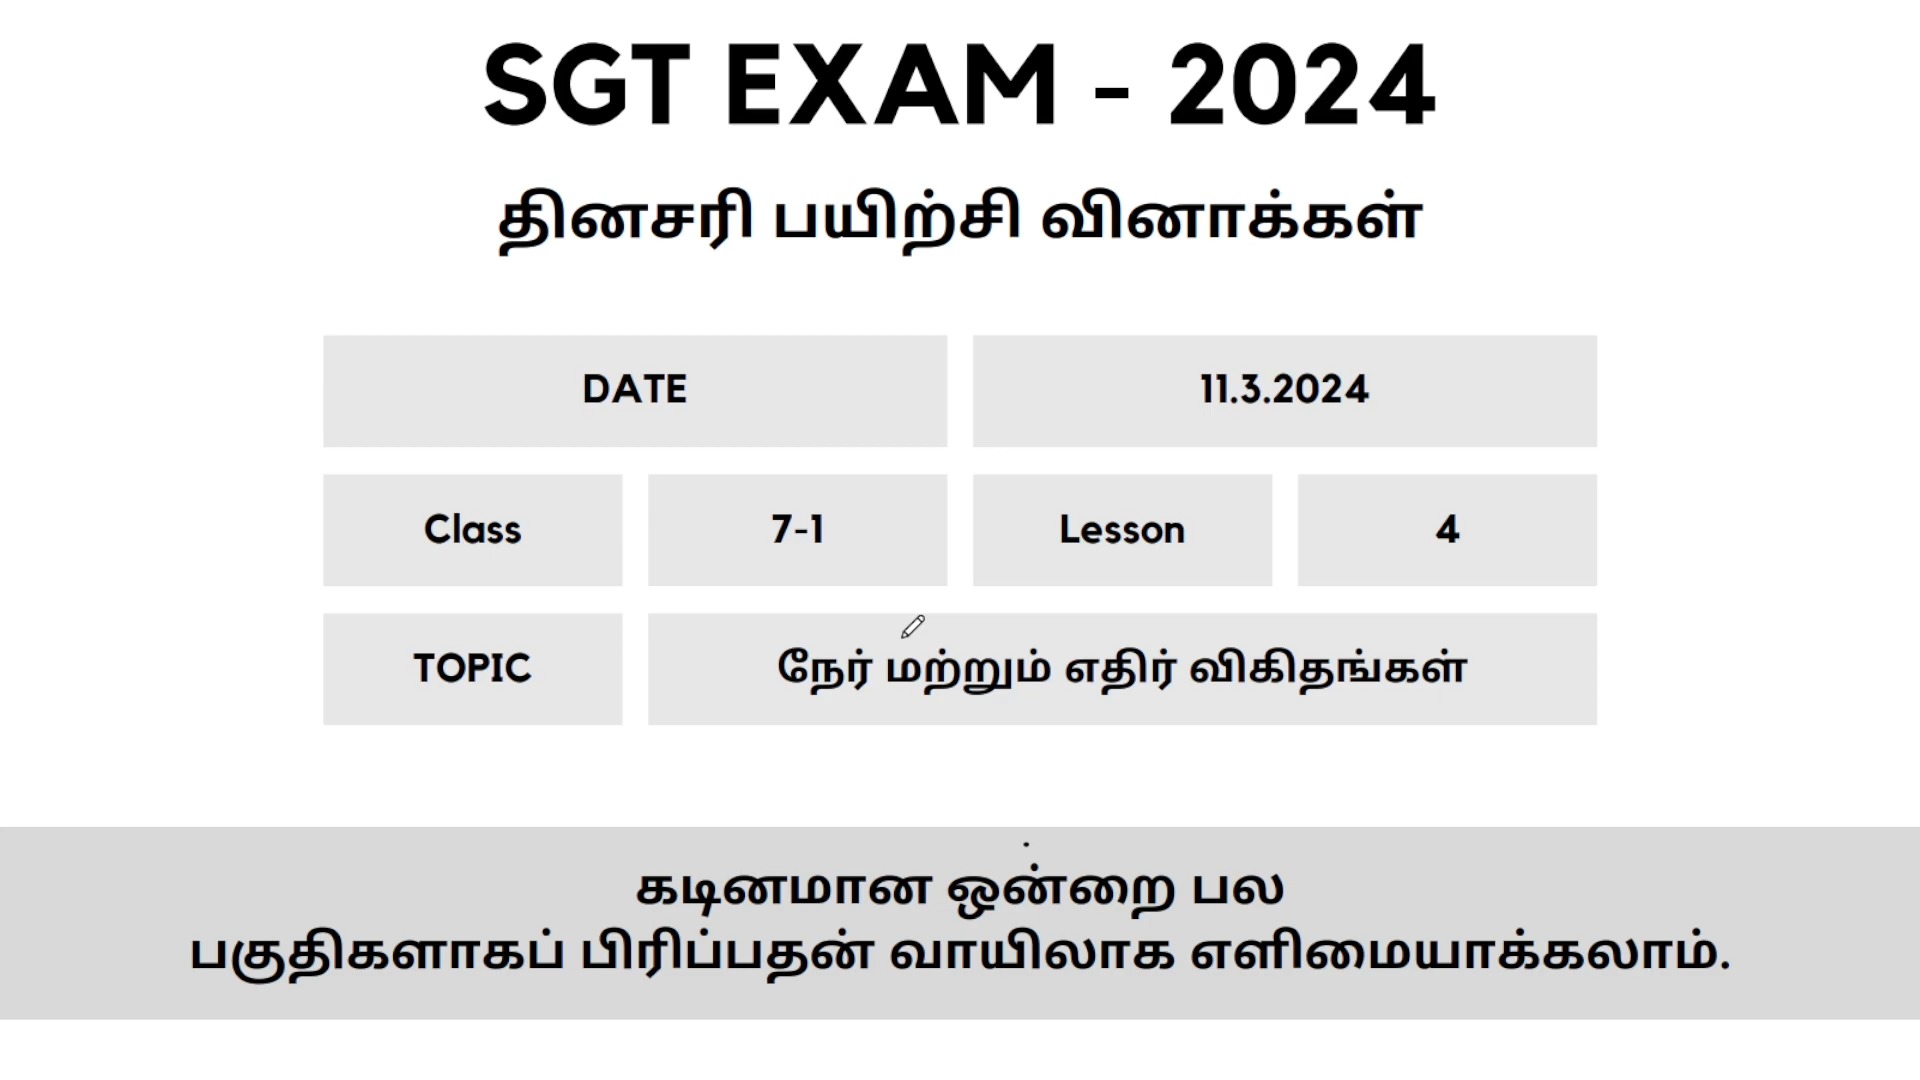 SGT EXAM - 2024
தினசரி பயிற்சி வினாக்கள்
DATE 11.3.2024
Class 7-1 Lesson 4
TOPIC நேர் மற்றும் எதிர் விகிதங்கள்
கடினமான ஒன்றை பல
பகுதிகளாகப் பிரிப்பதன் வாயிலாக எளிமையாக்கலாம்.